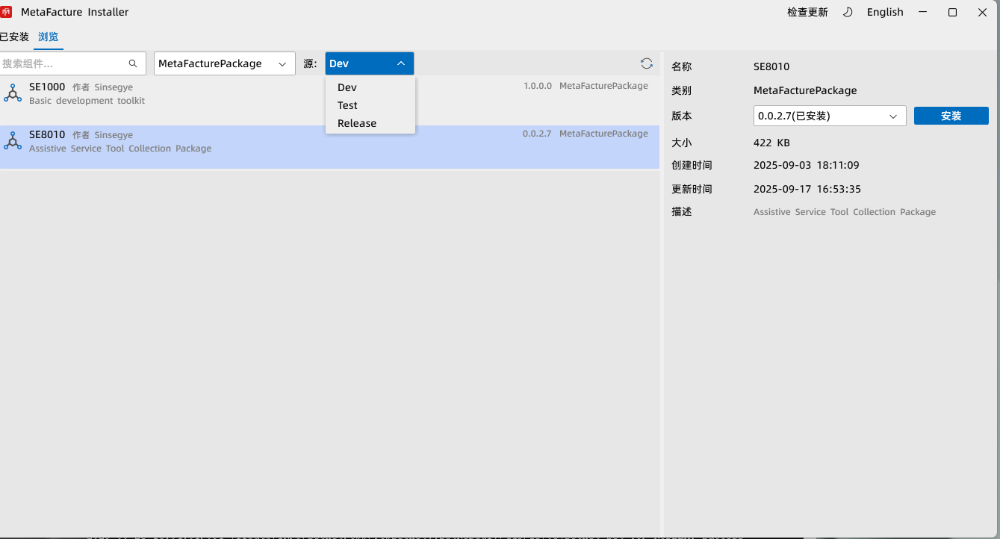 MetaFacture Installer
检查更新
English
已安装
浏览
搜索组件...
MetaFacturePackage
源:
Dev
Dev
Test
Release
SE1000 作者 Sinsegye
1.0.0.0 MetaFacturePackage
Basic development toolkit
SE8010 作者 Sinsegye
0.0.2.7 MetaFacturePackage
Assistive Service Tool Collection Package
名称 SE8010
类别 MetaFacturePackage
版本 0.0.2.7(已安装) 安装
大小 422 KB
创建时间 2025-09-03 18:11:09
更新时间 2025-09-17 16:53:35
描述 Assistive Service Tool Collection Package